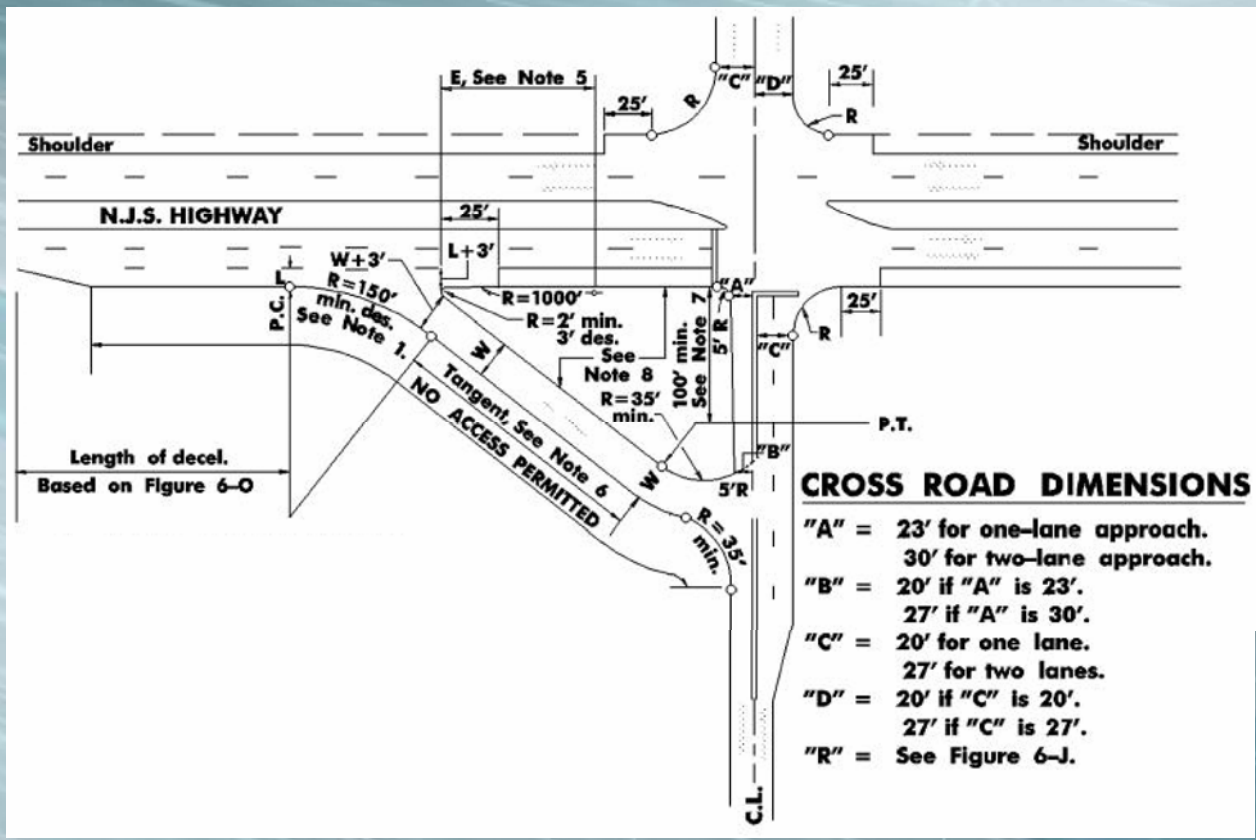 E, See Note 5
25'
"C"
"D"
25'
R
R
Shoulder
Shoulder
N.J.S. HIGHWAY
25'
L+3'
W+3'
L
R=150'
min. des.
See Note 1.
P.C.
R=1000'
R=2' min.
3' des.
"A"
25'
R
"C"
5' R
100' min.
See Note 7
See
Note 8
W
R=35'
min.
P.T.
Tangent, See Note 6
NO ACCESS PERMITTED
"B"
5'R
W
R=35'
min.
Length of decel.
Based on Figure 6-O
C.L.
CROSS ROAD DIMENSIONS
"A" = 23' for one-lane approach.
30' for two-lane approach.
"B" = 20' if "A" is 23'.
27' if "A" is 30'.
"C" = 20' for one lane.
27' for two lanes.
"D" = 20' if "C" is 20'.
27' if "C" is 27'.
"R" = See Figure 6-J.